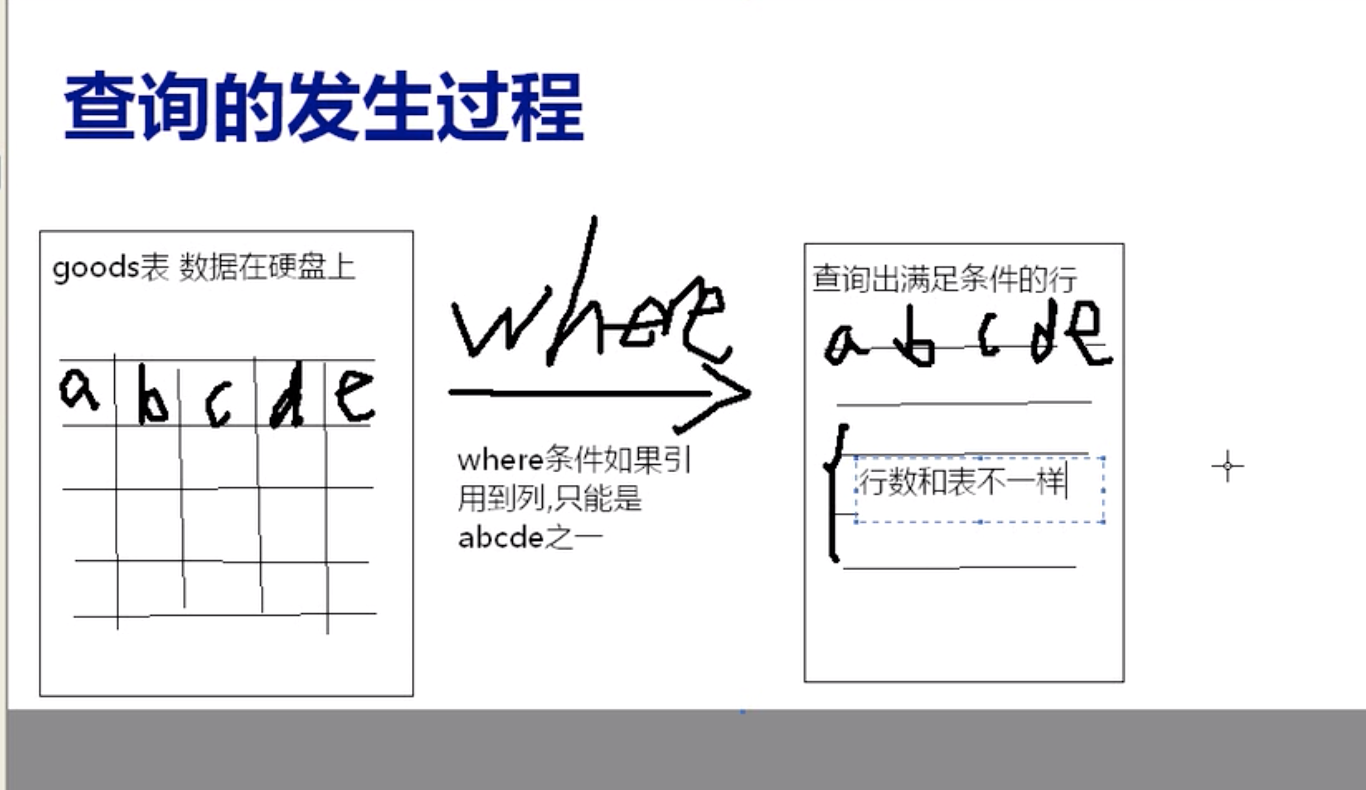 查询的发生过程
goods表 数据在硬盘上
a b c d e
where
where条件如果引
用到列,只能是
abcde之一
查询出满足条件的行
a b c d e
行数和表不一样